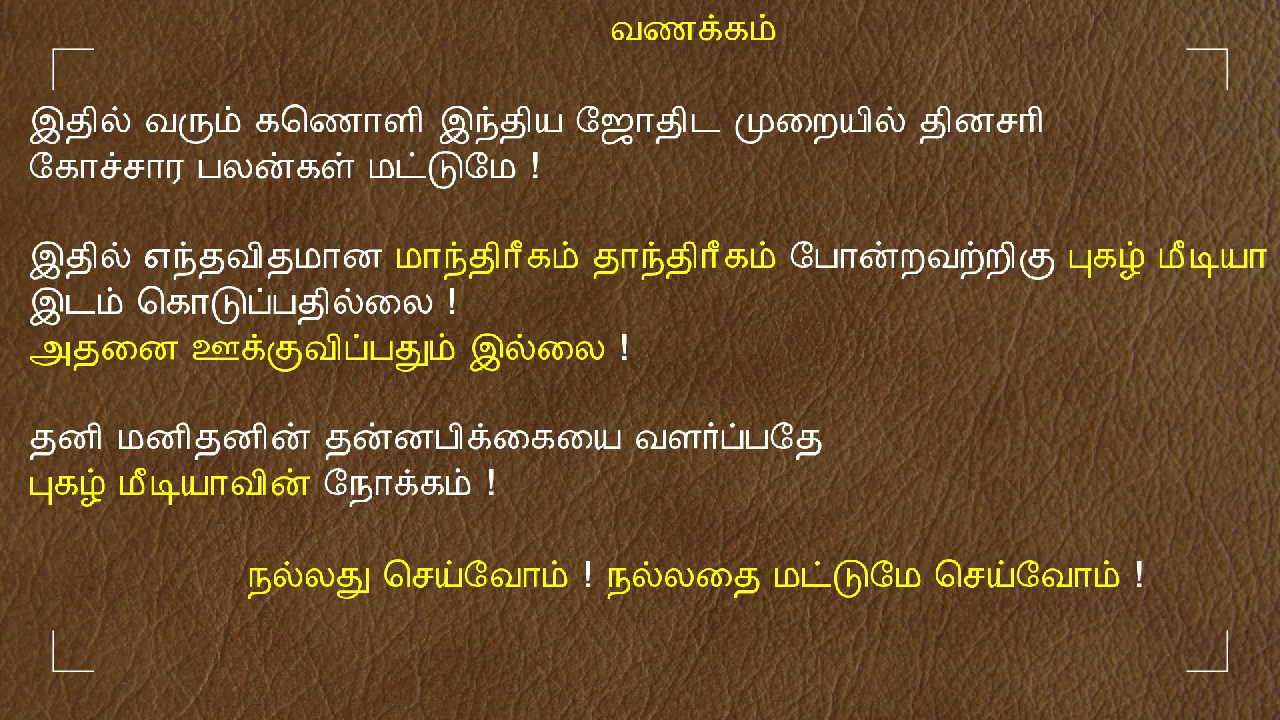 வணக்கம்
இதில் வரும் கணொளி இந்திய ஜோதிட முறையில் தினசரி
கோச்சார பலன்கள் மட்டுமே !
இதில் எந்தவிதமான மாந்திரீகம் தாந்திரீகம் போன்றவற்றிகு புகழ் மீடியா
இடம் கொடுப்பதில்லை !
அதனை ஊக்குவிப்பதும் இல்லை !
தனி மனிதனின் தன்னபிக்கையை வளர்ப்பதே
புகழ் மீடியாவின் நோக்கம் !
நல்லது செய்வோம் ! நல்லதை மட்டுமே செய்வோம் !